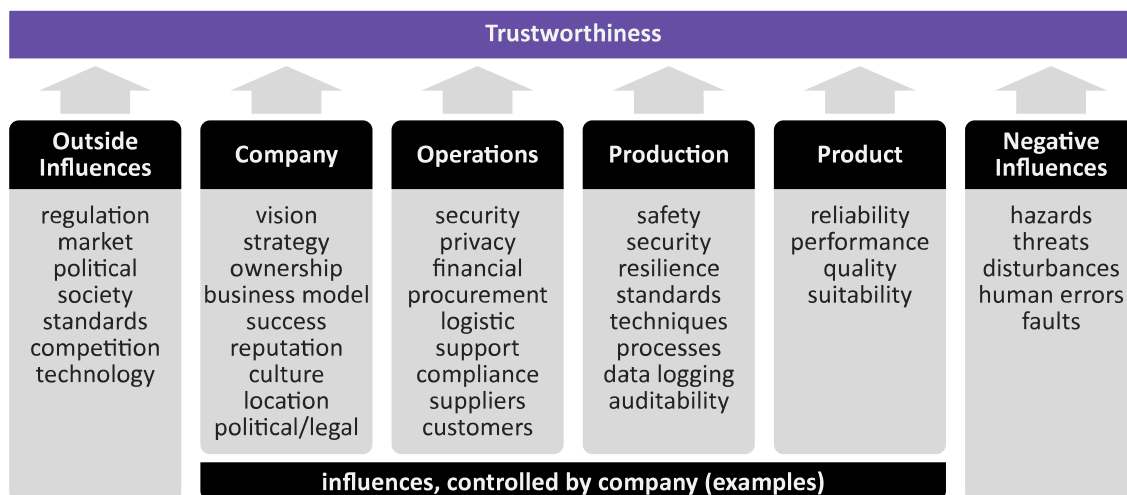 Trustworthiness
Outside
Influences
regulation
market
political
society
standards
competition
technology
Company
vision
strategy
ownership
business model
success
reputation
culture
location
political/legal
Operations
security
privacy
financial
procurement
logistic
support
compliance
suppliers
customers
Production
safety
security
resilience
standards
techniques
processes
data logging
auditability
Product
reliability
performance
quality
suitability
Negative
Influences
hazards
threats
disturbances
human errors
faults
influences, controlled by company (examples)